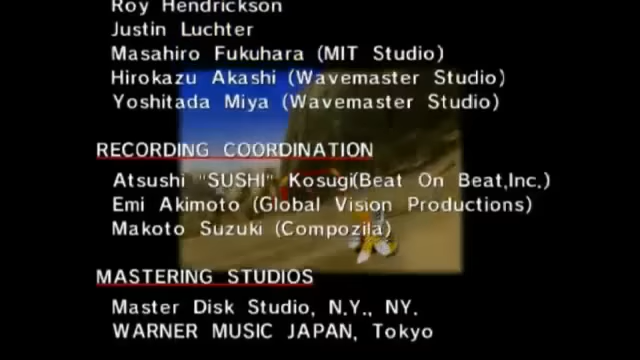 Roy Hendrickson
Justin Luchter
Masahiro Fukuhara (MIT Studio)
Hirokazu Akashi (Wavemaster Studio)
Yoshitada Miya (Wavemaster Studio)
RECORDING COORDINATION
Atsushi "SUSHI" Kosugi(Beat On Beat,Inc.)
Emi Akimoto (Global Vision Productions)
Makoto Suzuki (Compozila)
MASTERING STUDIOS
Master Disk Studio, N.Y., NY.
WARNER MUSIC JAPAN, Tokyo